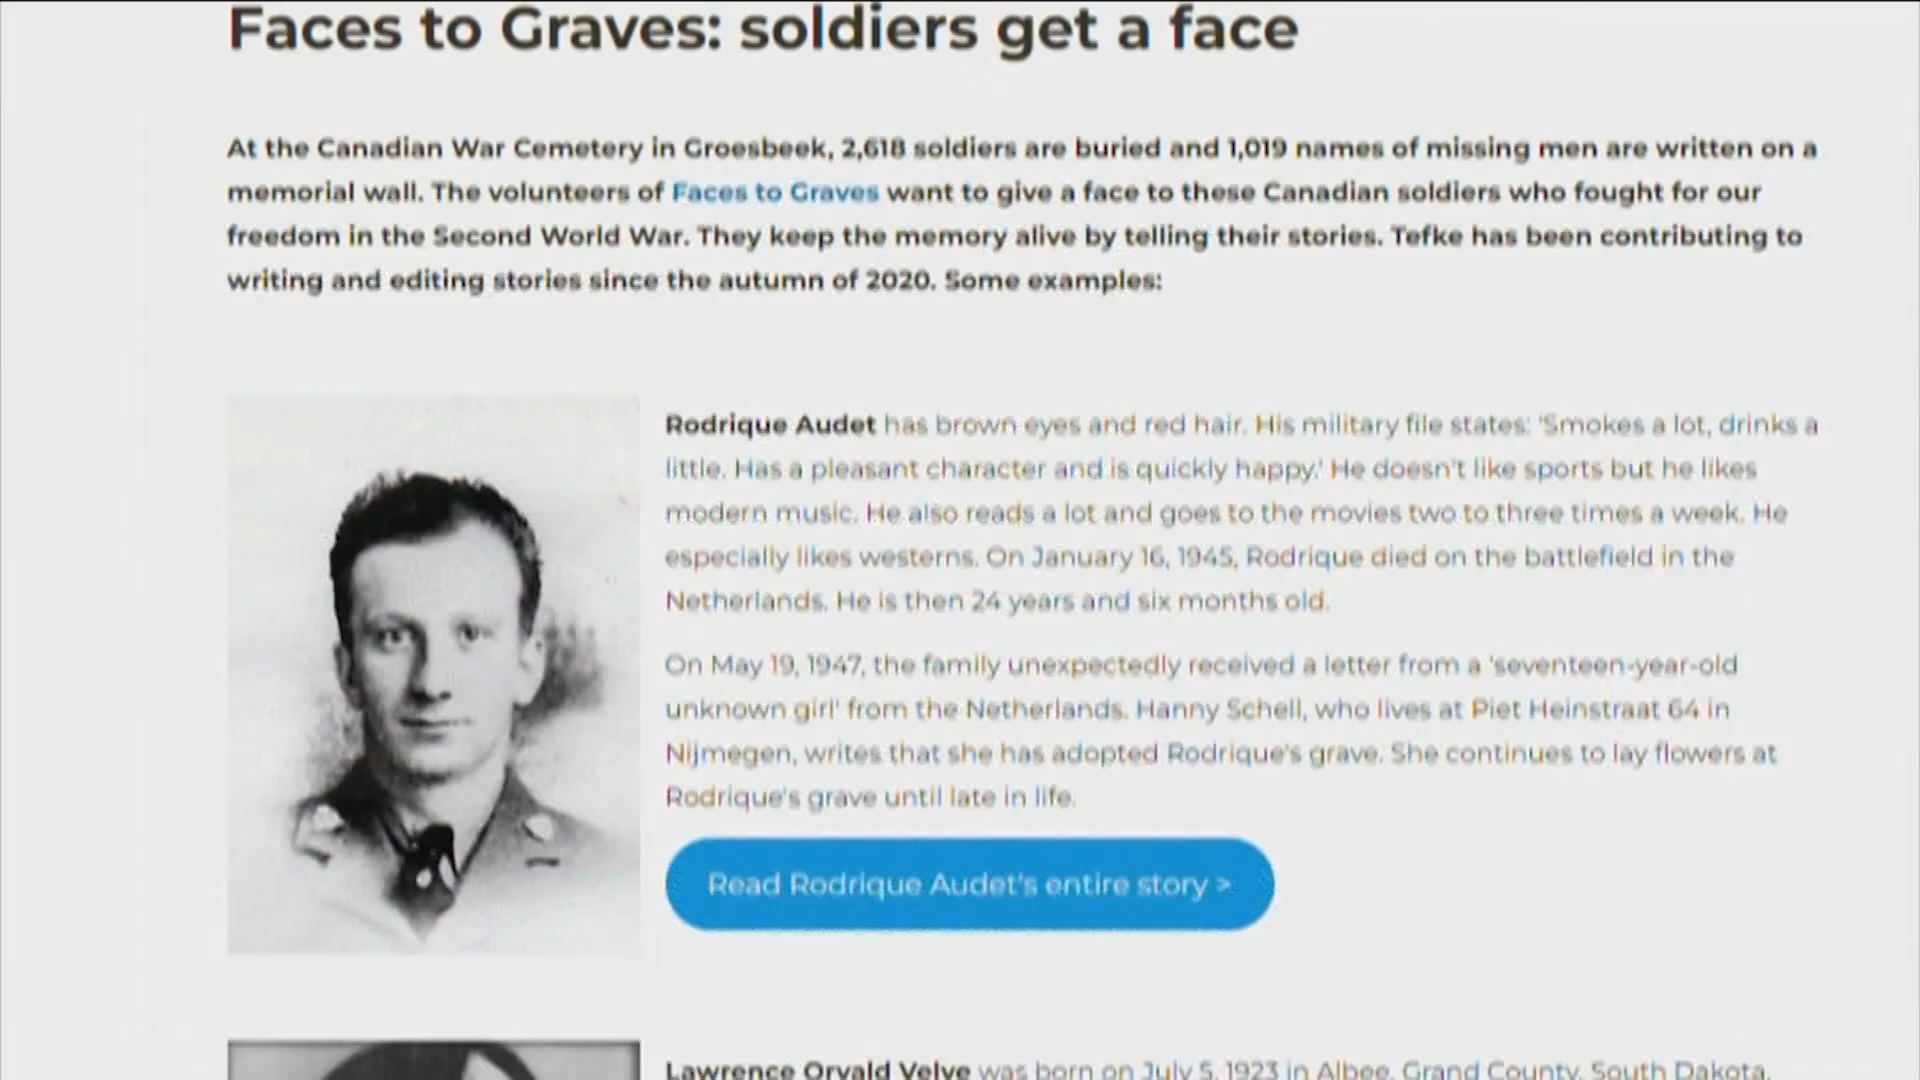 Faces to Graves: soldiers get a face
At the Canadian War Cemetery in Groesbeek, 2,618 soldiers are buried and 1,019 names of missing men are written on a
memorial wall. The volunteers of Faces to Graves want to give a face to these Canadian soldiers who fought for our
freedom in the Second World War. They keep the memory alive by telling their stories. Tefke has been contributing to
writing and editing stories since the autumn of 2020. Some examples:
Rodrique Audet has brown eyes and red hair. His military file states: 'Smokes a lot, drinks a
little. Has a pleasant character and is quickly happy.' He doesn't like sports but he likes
modern music. He also reads a lot and goes to the movies two to three times a week. He
especially likes westerns. On January 16, 1945, Rodrique died on the battlefield in the
Netherlands. He is then 24 years and six months old.
On May 19, 1947, the family unexpectedly received a letter from a 'seventeen-year-old
unknown girl' from the Netherlands. Hanny Schell, who lives at Piet Heinstraat 64 in
Nijmegen, writes that she has adopted Rodrique's grave. She continues to lay flowers at
Rodrique's grave until late in life.
Read Rodrique Audet's entire story >
Lawrence Orvald Velve was born on July 5, 1923 in Albee, Grand County, South Dakota,